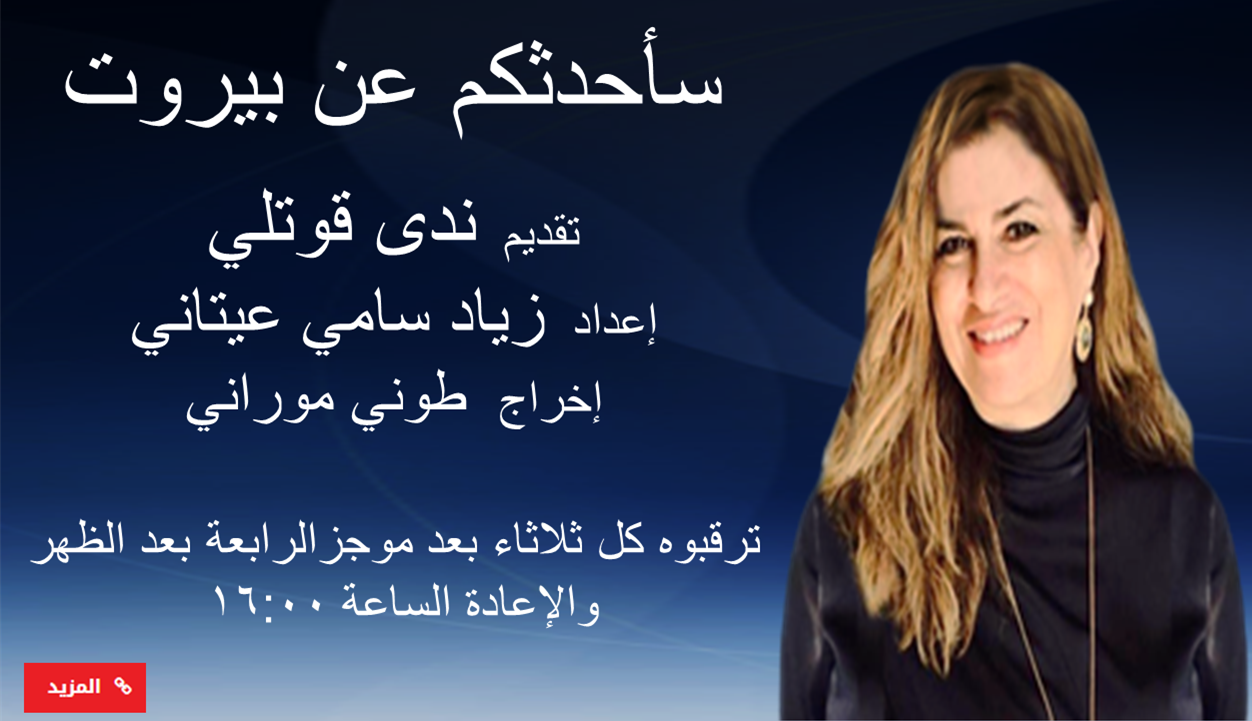 سأحدثكم عن بيروت
تقديم ندى قوتلي
إعداد زياد سامي عيتاني
إخراج طوني موراني
ترقبوه كل ثلاثاء بعد موجزالرابعة بعد الظهر
والإعادة الساعة ١٦:٠٠
المزيد